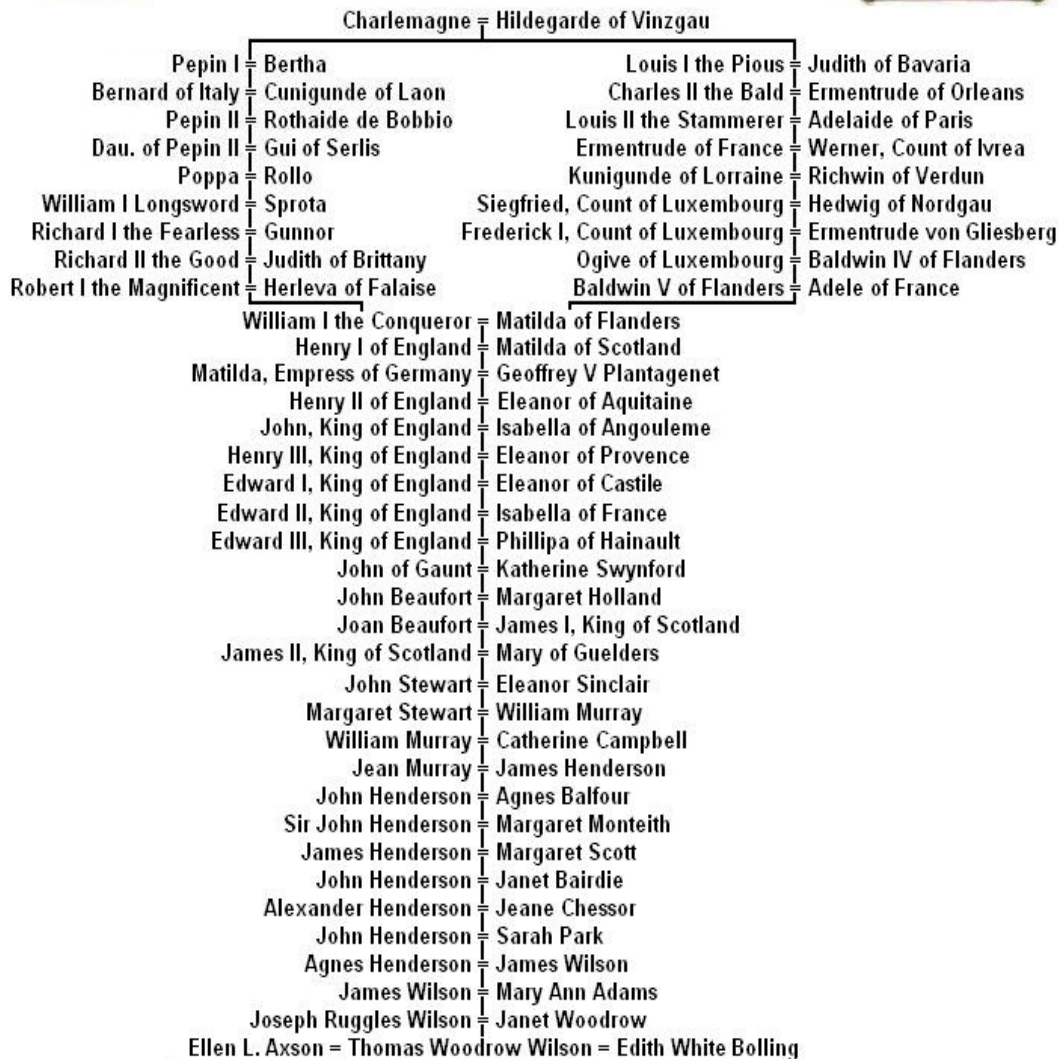 Charlemagne = Hildegarde of Vinzgau
Pepin I = Bertha
Louis I the Pious = Judith of Bavaria
Bernard of Italy = Cunigunde of Laon
Charles II the Bald = Ermentrude of Orleans
Pepin II = Rothaide de Bobbio
Louis II the Stammerer = Adelaide of Paris
Dau. of Pepin II = Gui of Serlis
Ermentrude of France = Werner, Count of Ivrea
Poppa = Rollo
Kunigunde of Lorraine = Richwin of Verdun
William I Longsword = Sprota
Siegfried, Count of Luxembourg = Hedwig of Nordgau
Richard I the Fearless = Gunnor
Frederick I, Count of Luxembourg = Ermentrude von Gliesberg
Richard II the Good = Judith of Brittany
Ogive of Luxembourg = Baldwin IV of Flanders
Robert I the Magnificent = Herleva of Falaise
Baldwin V of Flanders = Adele of France
William I the Conqueror = Matilda of Flanders
Henry I of England = Matilda of Scotland
Matilda, Empress of Germany = Geoffrey V Plantagenet
Henry II of England = Eleanor of Aquitaine
John, King of England = Isabella of Angouleme
Henry III, King of England = Eleanor of Provence
Edward I, King of England = Eleanor of Castile
Edward II, King of England = Isabella of France
Edward III, King of England = Phillipa of Hainault
John of Gaunt = Katherine Swynford
John Beaufort = Margaret Holland
Joan Beaufort = James I, King of Scotland
James II, King of Scotland = Mary of Guelders
John Stewart = Eleanor Sinclair
Margaret Stewart = William Murray
William Murray = Catherine Campbell
Jean Murray = James Henderson
John Henderson = Agnes Balfour
Sir John Henderson = Margaret Monteith
James Henderson = Margaret Scott
John Henderson = Janet Bairdie
Alexander Henderson = Jeane Chessor
John Henderson = Sarah Park
Agnes Henderson = James Wilson
James Wilson = Mary Ann Adams
Joseph Ruggles Wilson = Janet Woodrow
Ellen L. Axson = Thomas Woodrow Wilson = Edith White Bolling